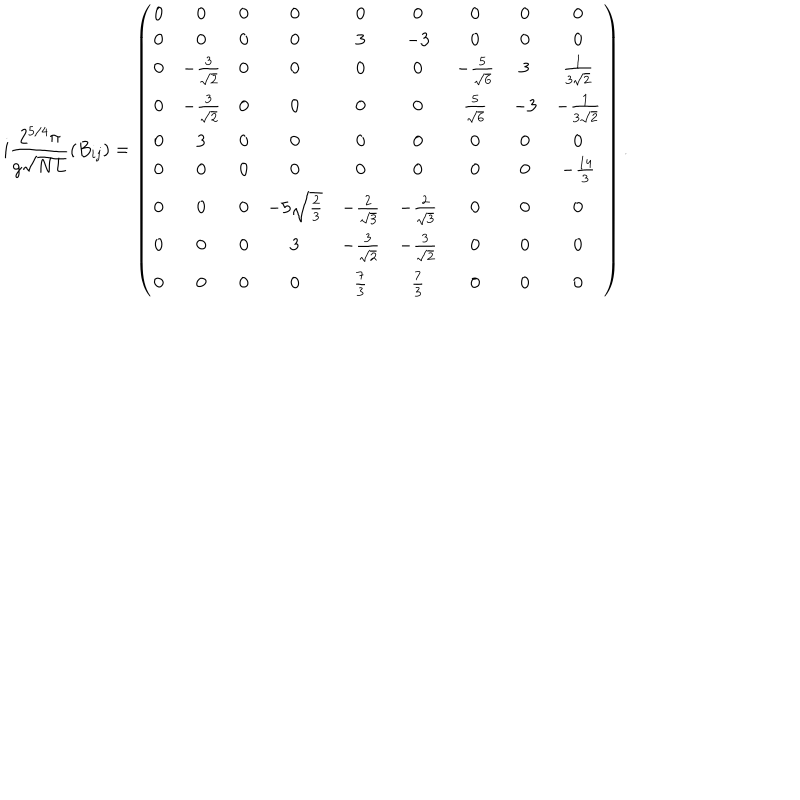 i\frac{2^{5/4}\pi}{g\sqrt{NL}}(B_{ij}) = \begin{pmatrix}
0 & 0 & 0 & 0 & 0 & 0 & 0 & 0 & 0 \\
0 & 0 & 0 & 0 & 3 & -3 & 0 & 0 & 0 \\
0 & -\frac{3}{\sqrt{2}} & 0 & 0 & 0 & 0 & -\frac{5}{\sqrt{6}} & 3 & \frac{1}{3\sqrt{2}} \\
0 & -\frac{3}{\sqrt{2}} & 0 & 0 & 0 & 0 & \frac{5}{\sqrt{6}} & -3 & -\frac{1}{3\sqrt{2}} \\
0 & 3 & 0 & 0 & 0 & 0 & 0 & 0 & 0 \\
0 & 0 & 0 & 0 & 0 & 0 & 0 & 0 & -\frac{14}{3} \\
0 & 0 & 0 & -5\sqrt{\frac{2}{3}} & -\frac{2}{\sqrt{3}} & -\frac{2}{\sqrt{3}} & 0 & 0 & 0 \\
0 & 0 & 0 & 3 & -\frac{3}{\sqrt{2}} & -\frac{3}{\sqrt{2}} & 0 & 0 & 0 \\
0 & 0 & 0 & 0 & \frac{7}{3} & \frac{7}{3} & 0 & 0 & 0
\end{pmatrix} .